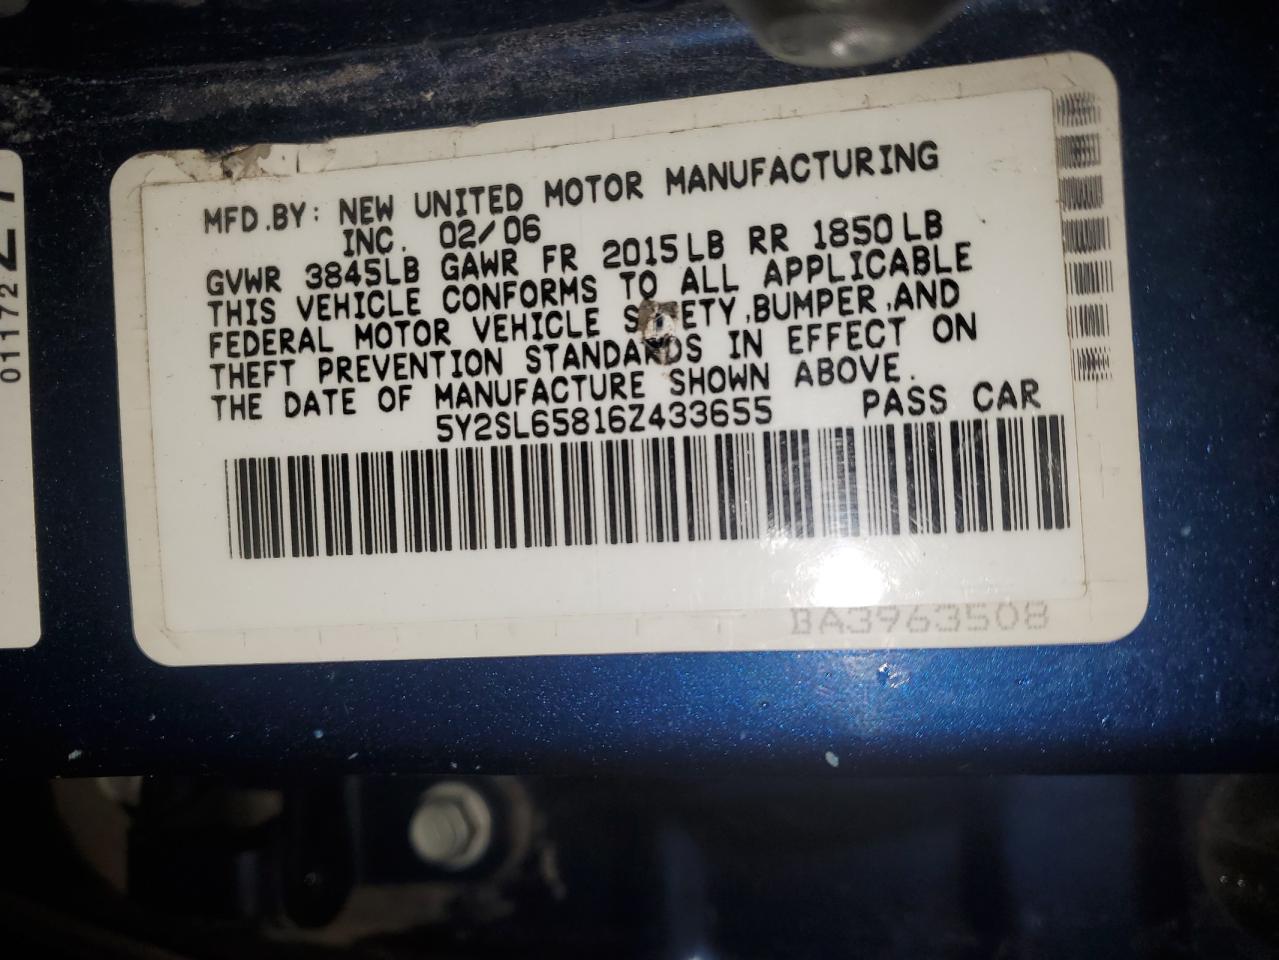 MFD.BY: NEW UNITED MOTOR MANUFACTURING
INC. 02/06
GVWR 3845LB GAWR FR 2015LB RR 1850LB
THIS VEHICLE CONFORMS TO ALL APPLICABLE
FEDERAL MOTOR VEHICLE S ETY,BUMPER,AND
THEFT PREVENTION STANDARDS IN EFFECT ON
THE DATE OF MANUFACTURE SHOWN ABOVE.
5Y2SL65816Z433655 PASS CAR
BA3963508
01172